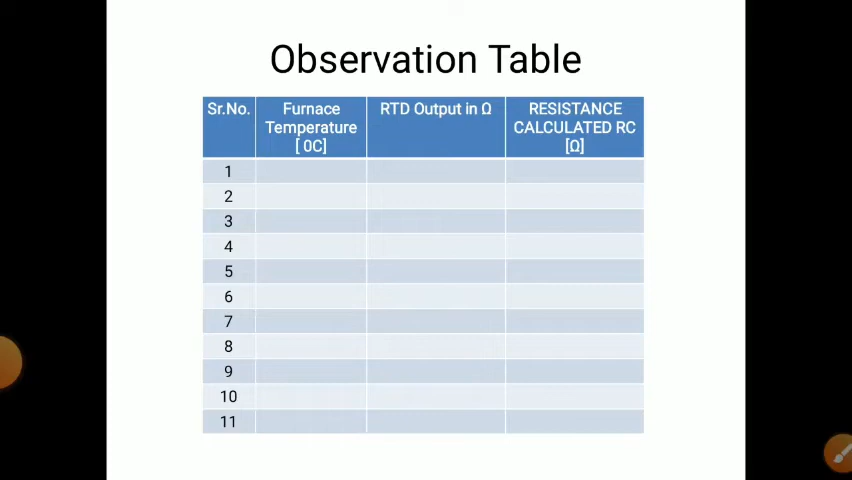 Observation Table
Sr.No.
Furnace
Temperature
[ 0C]
RTD Output in Ω
RESISTANCE
CALCULATED RC
[Ω]
1
2
3
4
5
6
7
8
9
10
11